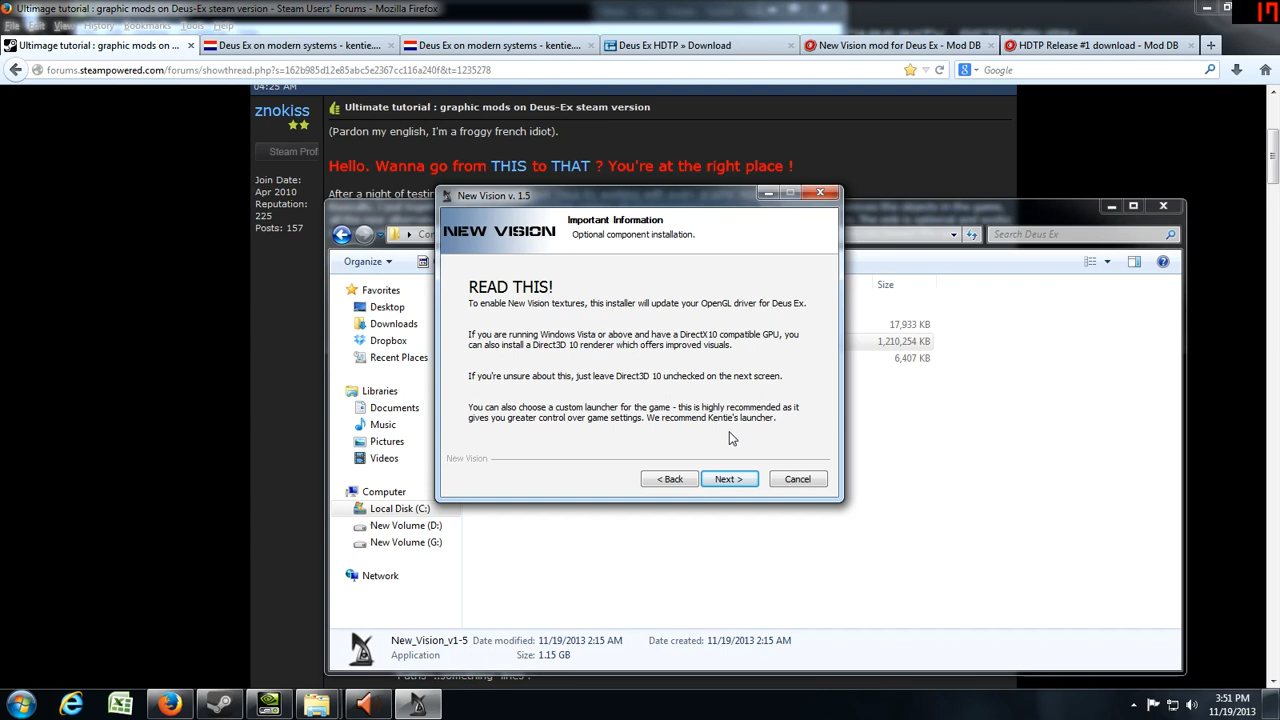 Ultimage tutorial : graphic mods on Deus-Ex steam version - Steam Users' Forums - Mozilla Firefox
17
File Edit View History Bookmarks Tools Help
Ultimage tutorial : graphic mods on ...
Deus Ex on modern systems - kentie....
Deus Ex on modern systems - kentie....
Deus Ex HDTP » Download
New Vision mod for Deus Ex - Mod DB
HDTP Release #1 download - Mod DB
forums.steampowered.com/forums/showthread.php?s=162b985d12e85abc5e2367cc116a240f&t=1235278
Google
04:25 AM
znokiss
Ultimate tutorial : graphic mods on Deus-Ex steam version
(Pardon my english, I'm a froggy french idiot).
Steam Prof
Hello. Wanna go from THIS to THAT ? You're at the right place !
Join Date:
Apr 2010
Reputation:
225
Posts: 157
After a night of testi
New Vision v. 1.5
NEW VISION
Important Information
Optional component installation.
READ THIS!
To enable New Vision textures, this installer will update your OpenGL driver for Deus Ex.
If you are running Windows Vista or above and have a DirectX10 compatible GPU, you
can also install a Direct3D 10 renderer which offers improved visuals.
If you're unsure about this, just leave Direct3D 10 unchecked on the next screen.
You can also choose a custom launcher for the game - this is highly recommended as it
gives you greater control over game settings. We recommend Kentie's launcher.
New Vision
< Back
Next >
Cancel
Co
Search Deus Ex
Organize
Size
Favorites
Desktop
Downloads
Dropbox
Recent Places
Libraries
Documents
Music
Pictures
Videos
Computer
Local Disk (C:)
New Volume (D:)
New Volume (G:)
Network
17,933 KB
1,210,254 KB
6,407 KB
New_Vision_v1-5 Date modified: 11/19/2013 2:15 AM Date created: 11/19/2013 2:15 AM
Application Size: 1.15 GB
3:51 PM
11/19/2013